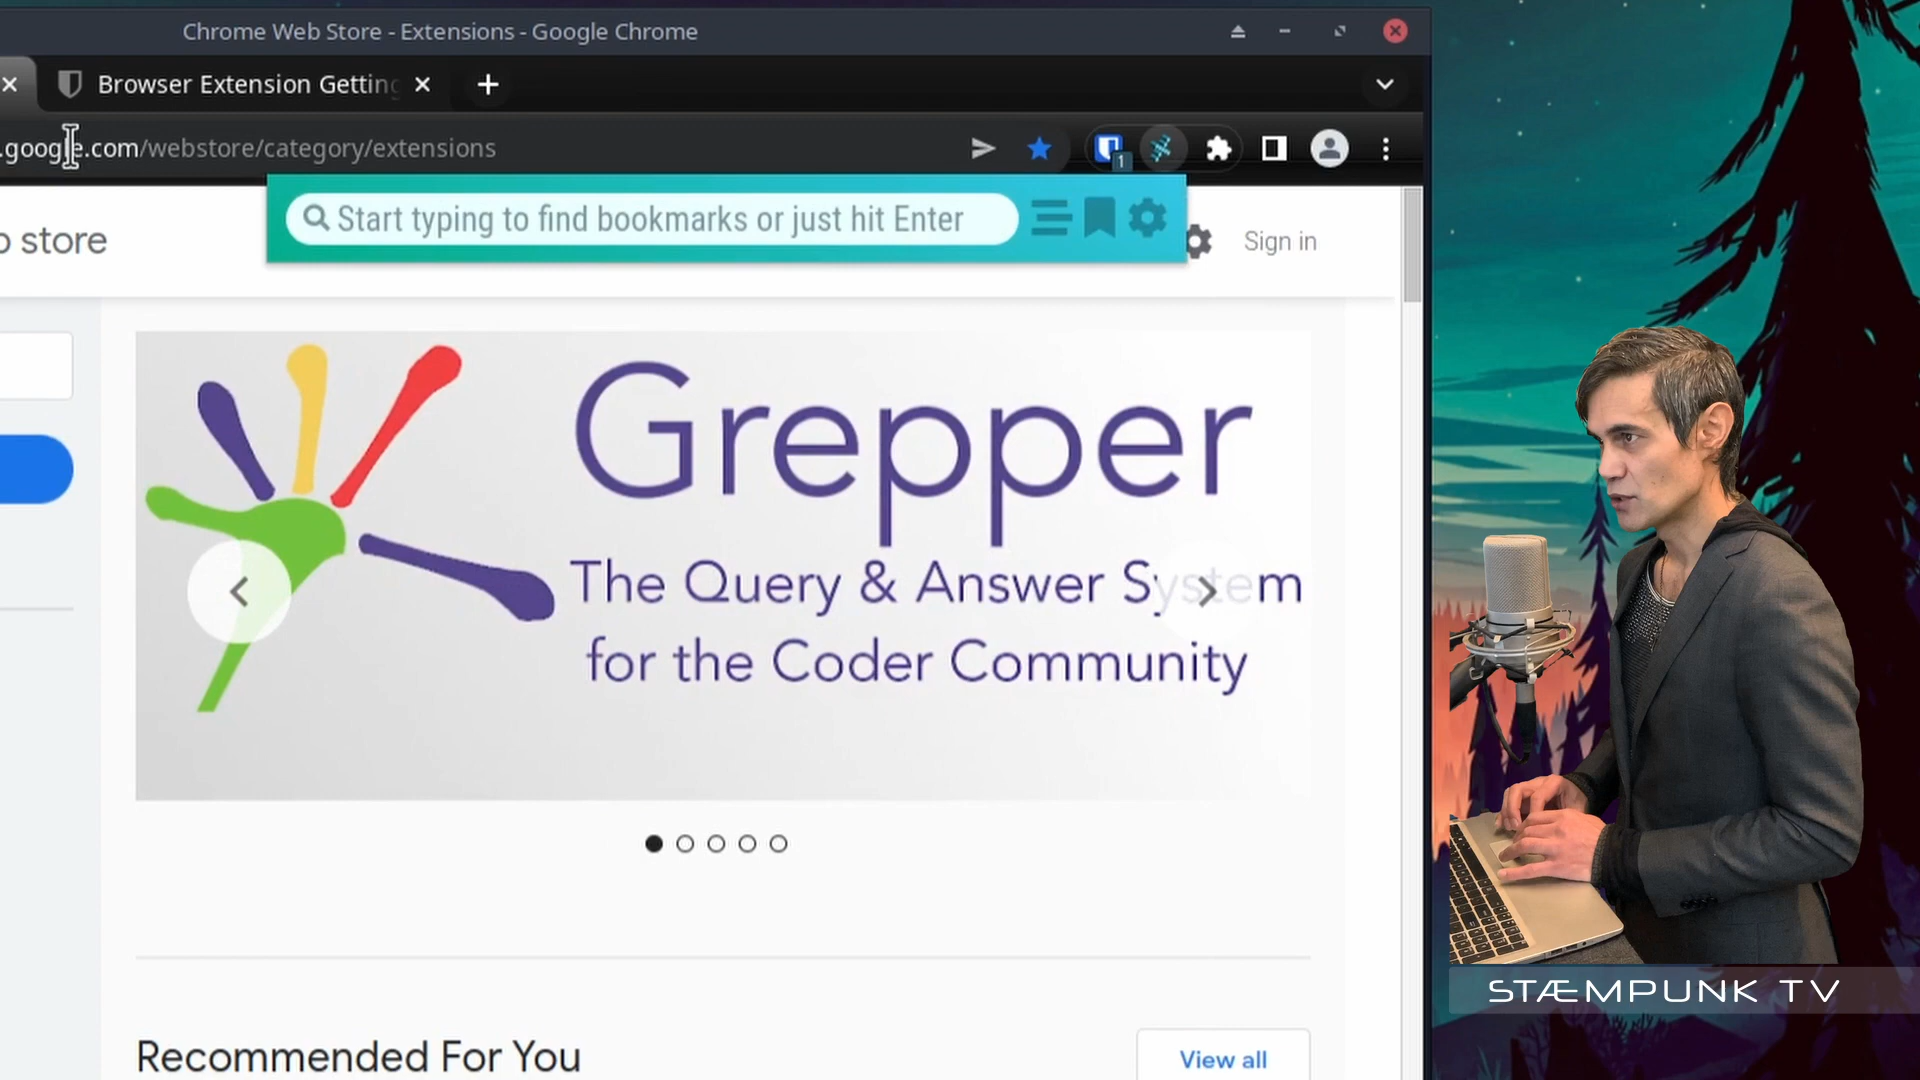 Chrome Web Store - Extensions - Google Chrome
Browser Extension Getting
.google.com/webstore/category/extensions
1
Start typing to find bookmarks or just hit Enter
store
Sign in
Grepper
The Query & Answer System
for the Coder Community
Recommended For You
View all
STÆMPUNK TV